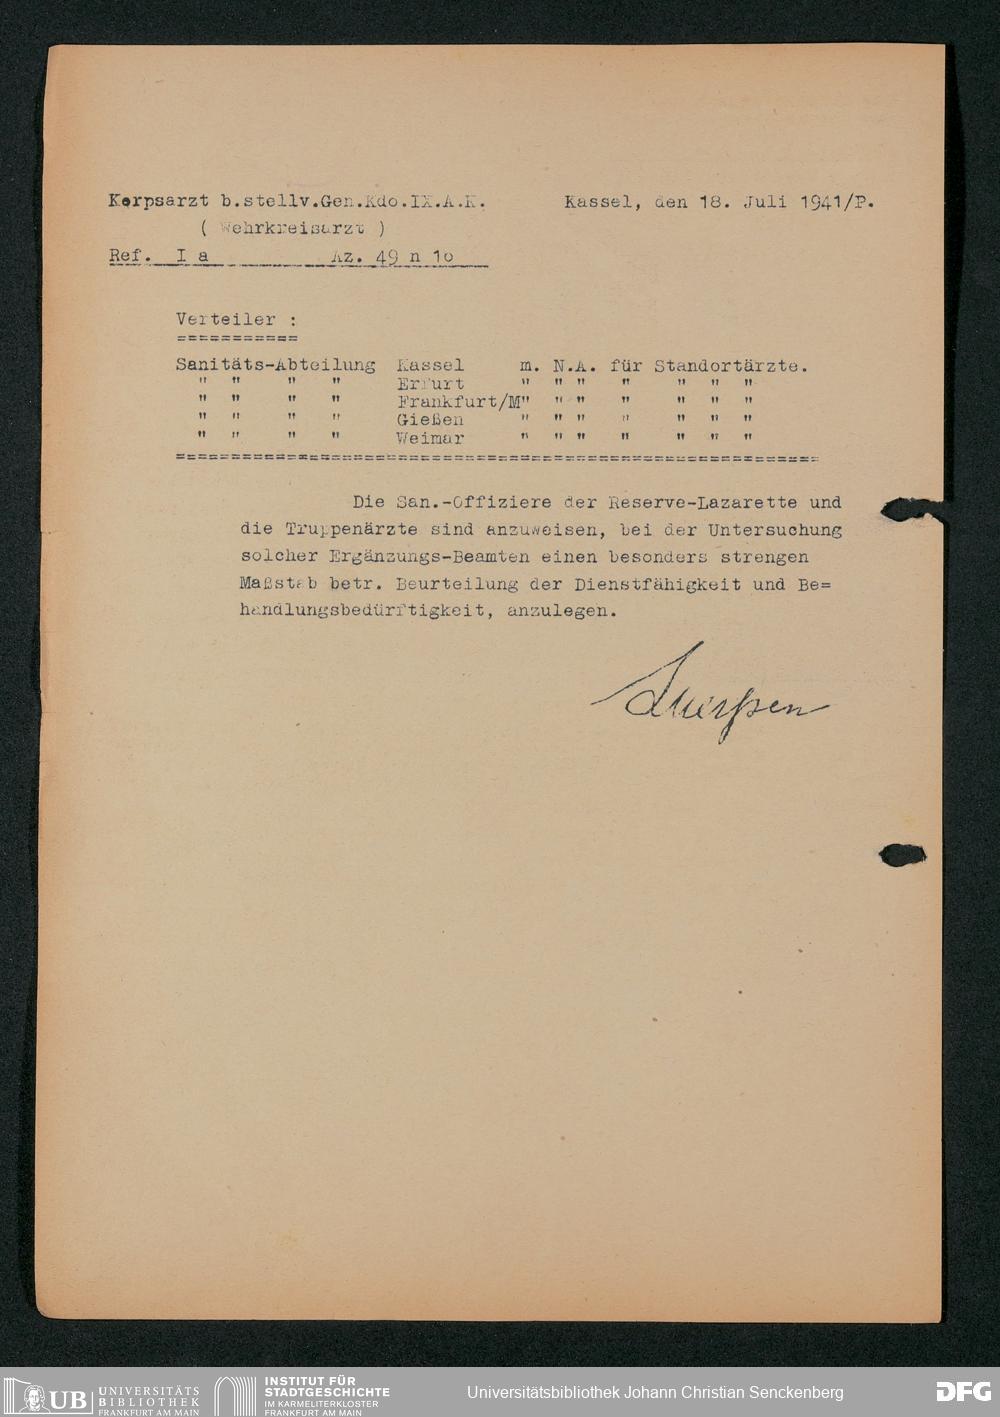 Korpsarzt b.stellv.Gen.Kdo.IX.A.K. Kassel, den 18. Juli 1941/P.
( Wehrkreisarzt )
Ref. I a Az. 49 n 1o
Verteiler :
===========
Sanitäts-Abteilung Kassel m. N.A. für Standortärzte.
" " " " Erfurt " " " " " " "
" " " " Frankfurt/M" " " " " " "
" " " " Gießen " " " " " " "
" " " " Weimar " " " " " " "
==========================================================
Die San.-Offiziere der Reserve-Lazarette und
die Truppenärzte sind anzuweisen, bei der Untersuchung
solcher Ergänzungs-Beamten einen besonders strengen
Maßstab betr. Beurteilung der Dienstfähigkeit und Be=
handlungsbedürftigkeit, anzulegen.
UB UNIVERSITÄTS
BIBLIOTHEK
FRANKFURT AM MAIN
INSTITUT FÜR
STADTGESCHICHTE
IM KARMELITERKLOSTER
FRANKFURT AM MAIN
Universitätsbibliothek Johann Christian Senckenberg
DFG